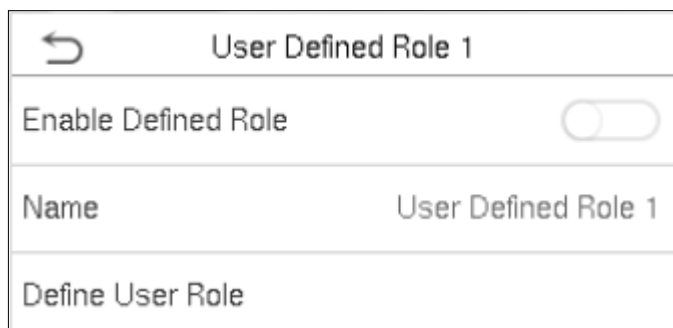 User Defined Role 1
Enable Defined Role
Name User Defined Role 1
Define User Role